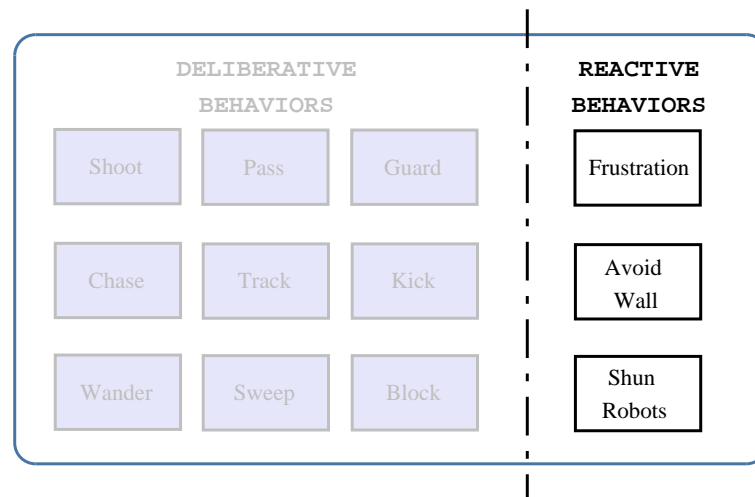 DELIBERATIVE
BEHAVIORS
Shoot
Pass
Guard
Chase
Track
Kick
Wander
Sweep
Block
REACTIVE
BEHAVIORS
Frustration
Avoid
Wall
Shun
Robots